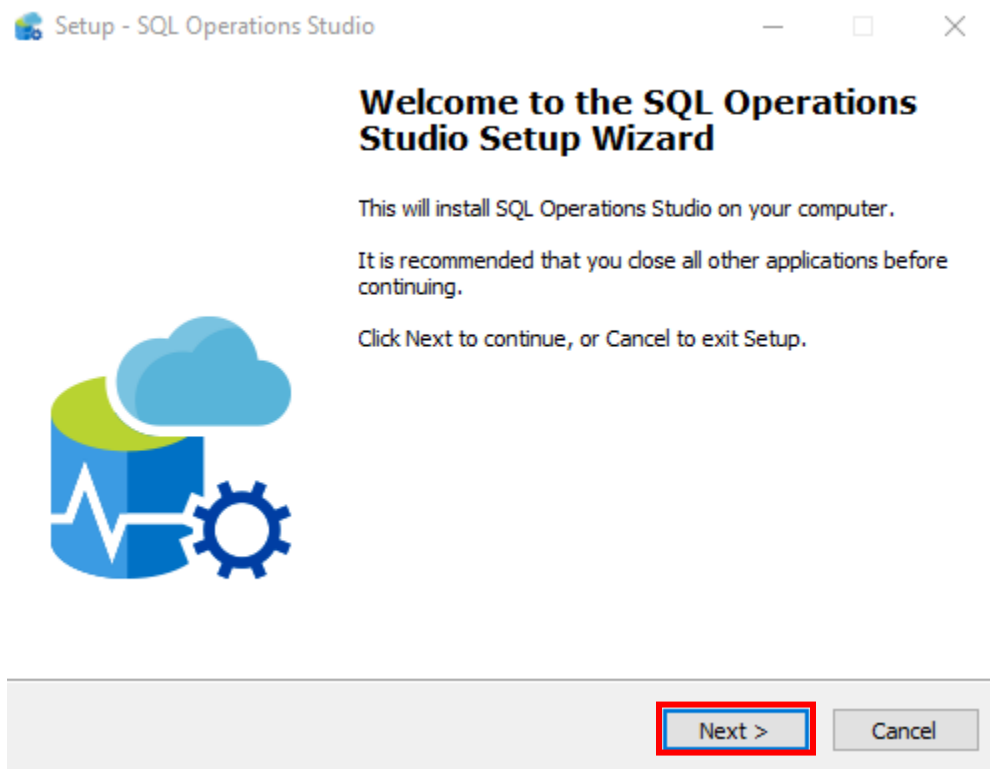 Setup - SQL Operations Studio
Welcome to the SQL Operations
Studio Setup Wizard
This will install SQL Operations Studio on your computer.
It is recommended that you close all other applications before
continuing.
Click Next to continue, or Cancel to exit Setup.
Next >
Cancel